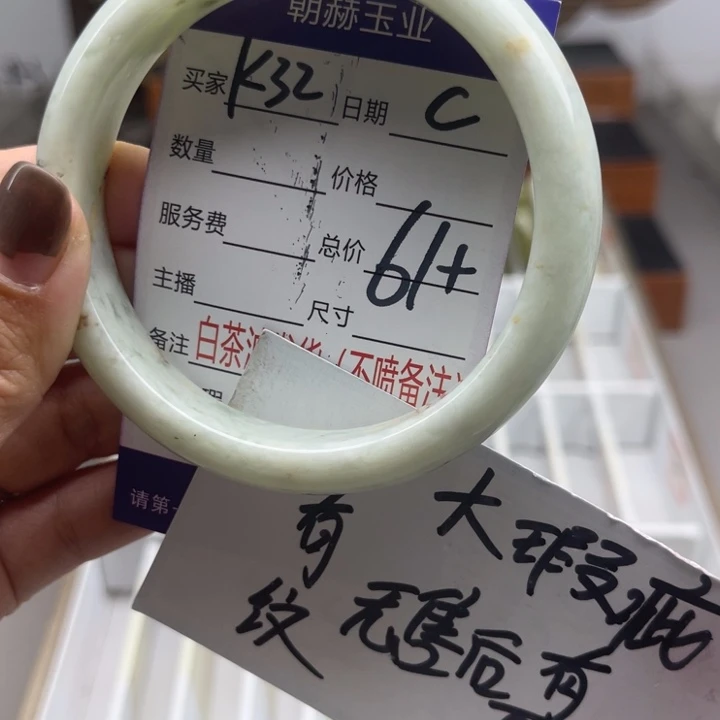 朝赫玉业
买家 K32 日期 C
数量 价格
服务费 总价 61+
主播 尺寸
备注 白茶 (不喷备注)
请第一
有 大瑕疵
纹 无售后有